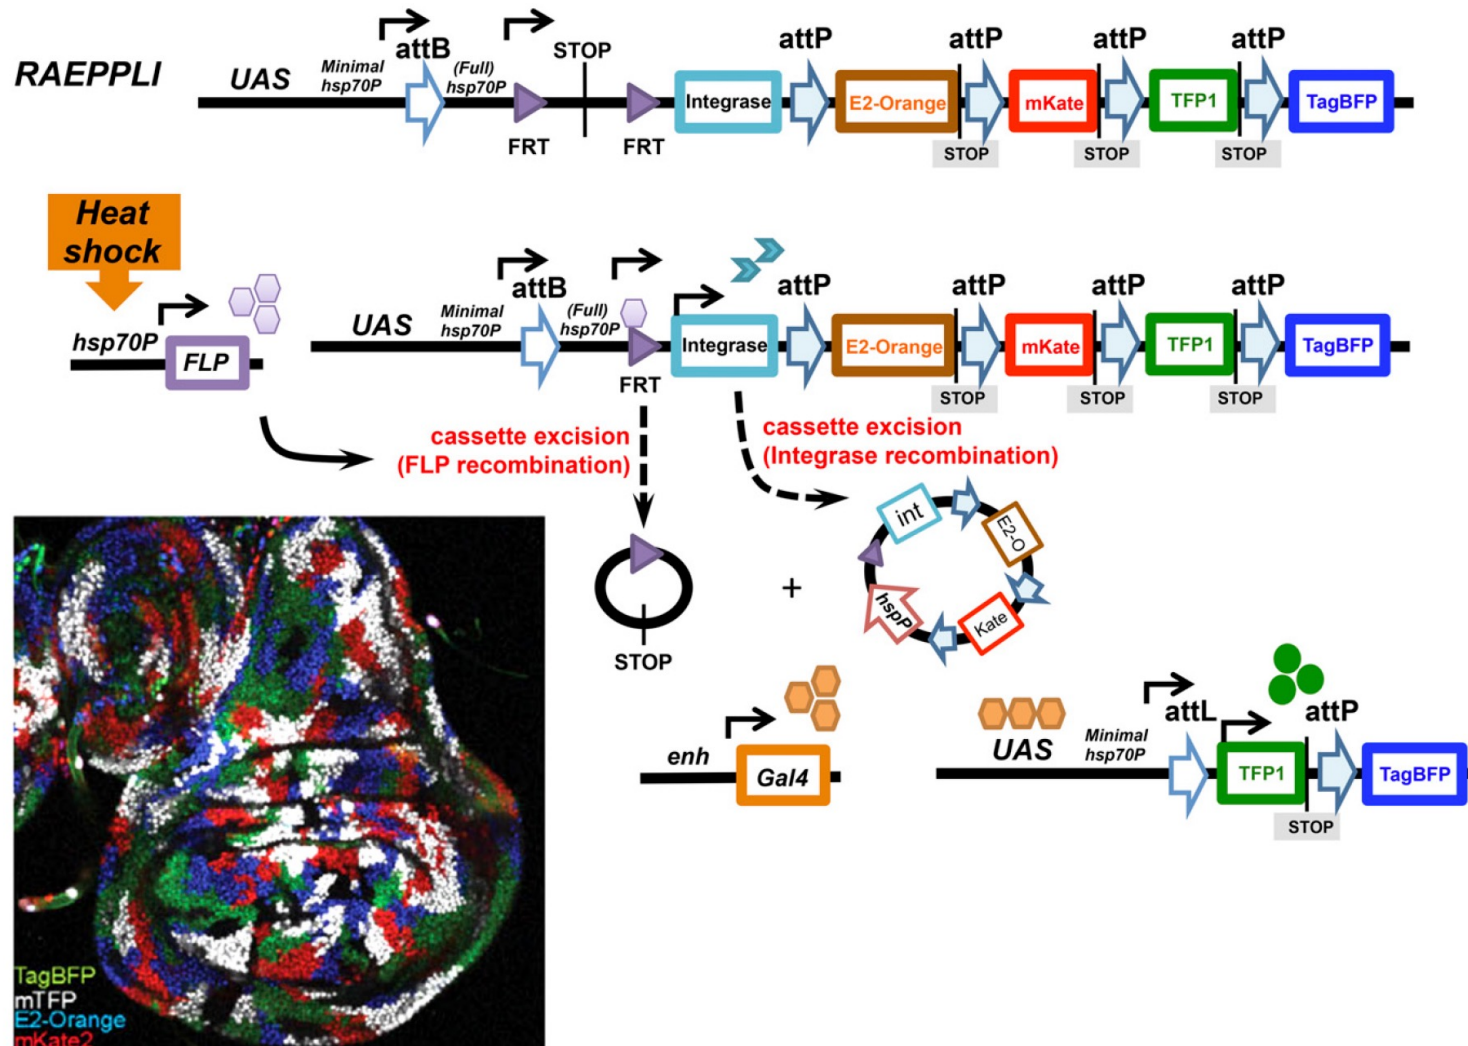 RAEPPLI
UAS
Minimal
hsp70P
attB
(Full)
hsp70P
FRT
STOP
FRT
Integrase
attP
E2-Orange
STOP
attP
mKate
STOP
attP
TFP1
STOP
attP
TagBFP
Heat
shock
hsp70P
FLP
UAS
Minimal
hsp70P
attB
(Full)
hsp70P
FRT
Integrase
attP
E2-Orange
STOP
attP
mKate
STOP
attP
TFP1
STOP
attP
TagBFP
cassette excision
(FLP recombination)
cassette excision
(Integrase recombination)
STOP
+
int
E2-O
Kate
hspP
enh
Gal4
UAS
Minimal
hsp70P
attL
TFP1
STOP
attP
TagBFP
TagBFP
mTFP
E2-Orange
mKate2